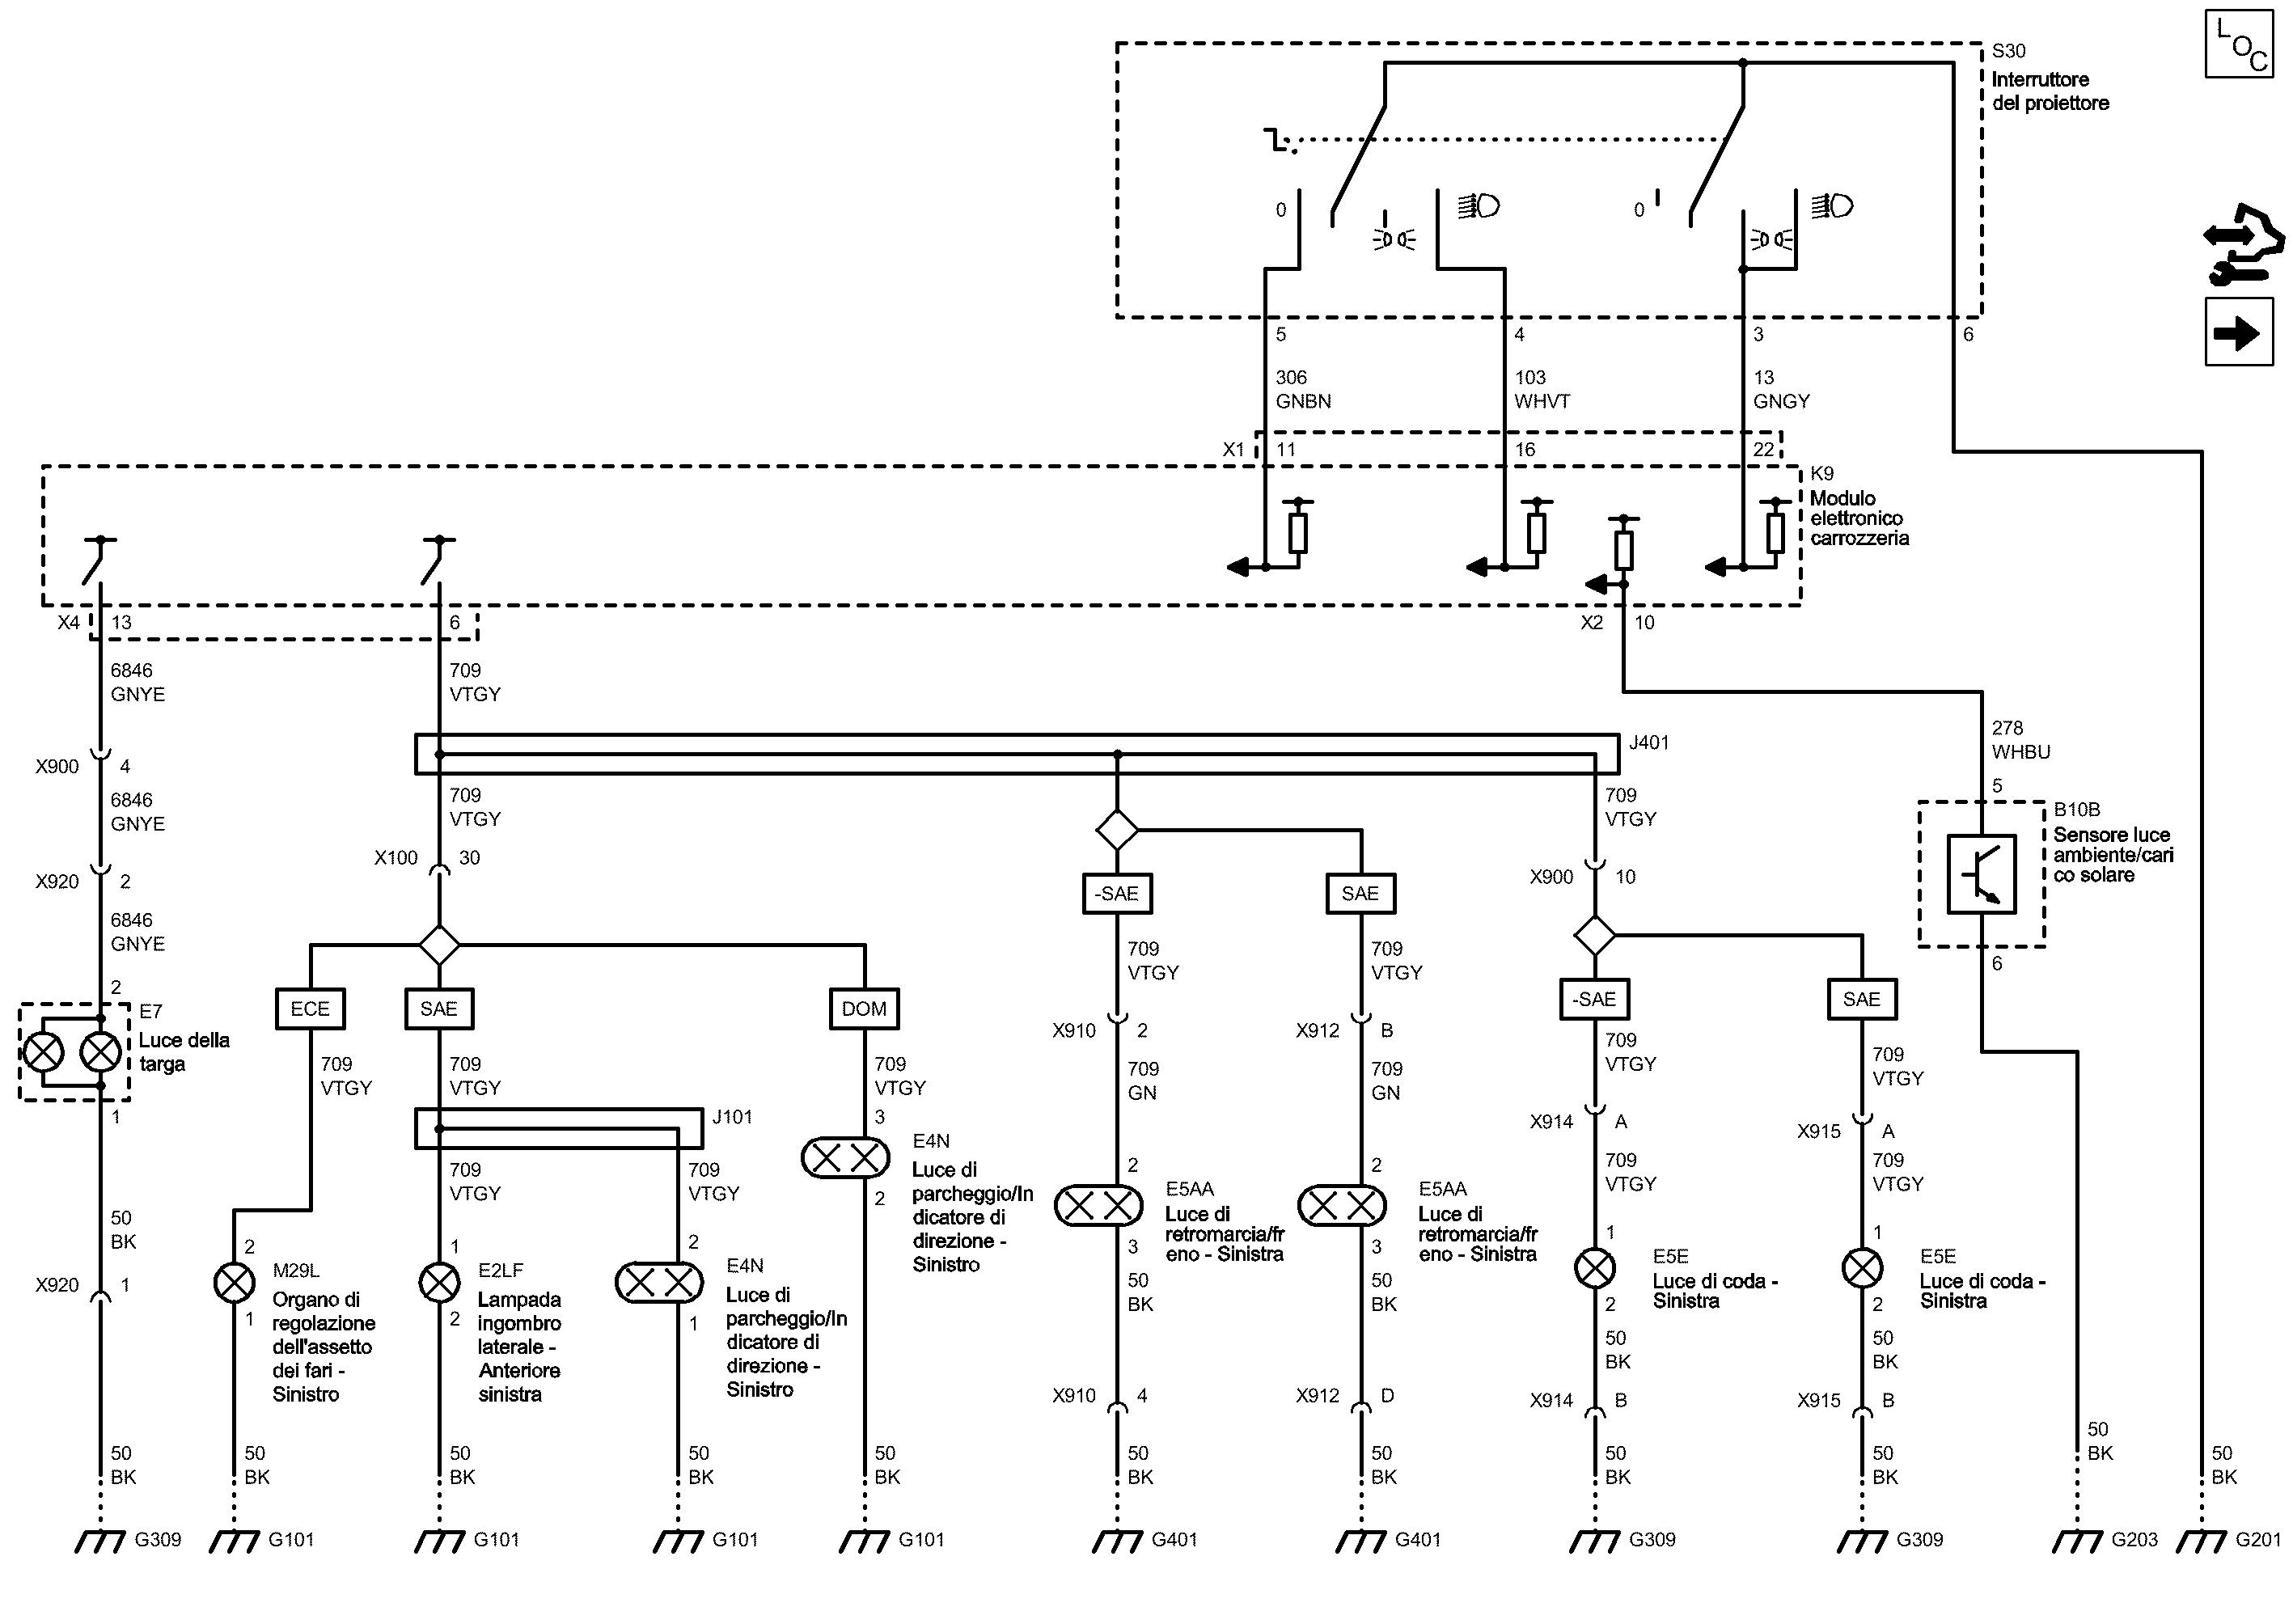 L
O
C
S30
Interruttore
del proiettore
0
0
5
4
3
6
306
GNBN
103
WHVT
13
GNGY
X1
11
16
22
K9
Modulo
elettronico
carrozzeria
X4
13
6
X2
10
6846
GNYE
709
VTGY
278
WHBU
J401
X900
4
6846
GNYE
709
VTGY
709
VTGY
5
B10B
Sensore luce
ambiente/cari
co solare
6
X920
2
X100
30
X900
10
-SAE
SAE
6846
GNYE
709
VTGY
709
VTGY
2
E7
Luce della
targa
1
ECE
SAE
DOM
-SAE
SAE
X910
2
X912
B
709
VTGY
709
VTGY
709
VTGY
709
GN
709
GN
709
VTGY
709
VTGY
J101
3
E4N
Luce di
parcheggio/In
dicatore di
direzione -
Sinistro
2
X914
A
X915
A
709
VTGY
709
VTGY
709
VTGY
709
VTGY
2
E5AA
Luce di
retromarcia/fr
eno - Sinistra
3
2
E5AA
Luce di
retromarcia/fr
eno - Sinistra
3
50
BK
X920
1
2
M29L
Organo di
regolazione
dell'assetto
dei fari -
Sinistro
1
1
E2LF
Lampada
ingombro
laterale -
Anteriore
sinistra
2
2
E4N
Luce di
parcheggio/In
dicatore di
direzione -
Sinistro
1
1
E5E
Luce di coda -
Sinistra
2
1
E5E
Luce di coda -
Sinistra
2
50
BK
50
BK
50
BK
50
BK
X910
4
X912
D
X914
B
X915
B
50
BK
50
BK
50
BK
50
BK
50
BK
50
BK
50
BK
50
BK
50
BK
50
BK
50
BK
G309
G101
G101
G101
G101
G401
G401
G309
G309
G203
G201